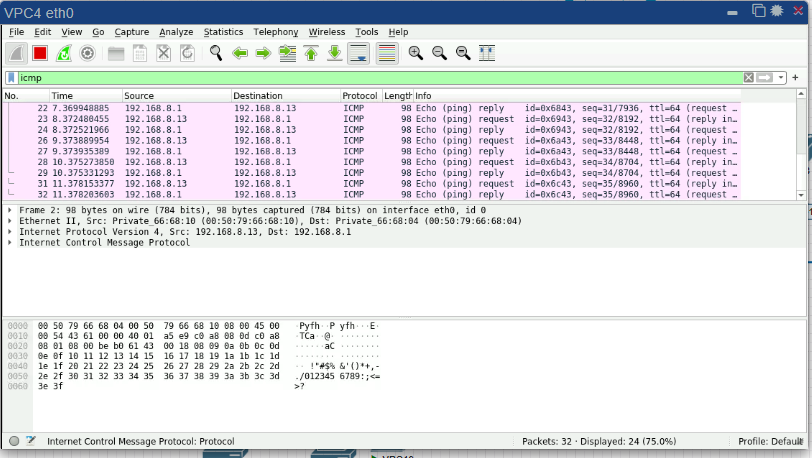 VPC4 eth0
File Edit View Go Capture Analyze Statistics Telephony Wireless Tools Help
icmp
No. Time Source Destination Protocol Length Info
22 7.369948885 192.168.8.1 192.168.8.13 ICMP 98 Echo (ping) reply id=0x6843, seq=31/7936, ttl=64 (request …
23 8.372480455 192.168.8.13 192.168.8.1 ICMP 98 Echo (ping) request id=0x6943, seq=32/8192, ttl=64 (reply in…
24 8.372521966 192.168.8.1 192.168.8.13 ICMP 98 Echo (ping) reply id=0x6943, seq=32/8192, ttl=64 (request …
26 9.373889954 192.168.8.13 192.168.8.1 ICMP 98 Echo (ping) request id=0x6a43, seq=33/8448, ttl=64 (reply in…
27 9.373935389 192.168.8.1 192.168.8.13 ICMP 98 Echo (ping) reply id=0x6a43, seq=33/8448, ttl=64 (request …
28 10.375273850 192.168.8.13 192.168.8.1 ICMP 98 Echo (ping) request id=0x6b43, seq=34/8704, ttl=64 (reply in…
29 10.375331293 192.168.8.1 192.168.8.13 ICMP 98 Echo (ping) reply id=0x6b43, seq=34/8704, ttl=64 (request …
31 11.378153377 192.168.8.13 192.168.8.1 ICMP 98 Echo (ping) request id=0x6c43, seq=35/8960, ttl=64 (reply in…
32 11.378203603 192.168.8.1 192.168.8.13 ICMP 98 Echo (ping) reply id=0x6c43, seq=35/8960, ttl=64 (request …
Frame 2: 98 bytes on wire (784 bits), 98 bytes captured (784 bits) on interface eth0, id 0
Ethernet II, Src: Private_66:68:10 (00:50:79:66:68:10), Dst: Private_66:68:04 (00:50:79:66:68:04)
Internet Protocol Version 4, Src: 192.168.8.13, Dst: 192.168.8.1
Internet Control Message Protocol
0000 00 50 79 66 68 04 00 50 79 66 68 10 08 00 45 00 ·Pyfh··P yfh···E·
0010 00 54 43 61 00 00 40 01 a5 e9 c0 a8 08 0d c0 a8 ·TCa··@· ········
0020 08 01 08 00 be b0 61 43 00 18 08 09 0a 0b 0c 0d ······aC ········
0030 0e 0f 10 11 12 13 14 15 16 17 18 19 1a 1b 1c 1d ········ ········
0040 1e 1f 20 21 22 23 24 25 26 27 28 29 2a 2b 2c 2d ·· !"#$% &'()*+,-
0050 2e 2f 30 31 32 33 34 35 36 37 38 39 3a 3b 3c 3d ./012345 6789:;<=
0060 3e 3f >?
Internet Control Message Protocol: Protocol Packets: 32 · Displayed: 24 (75.0%) Profile: Default